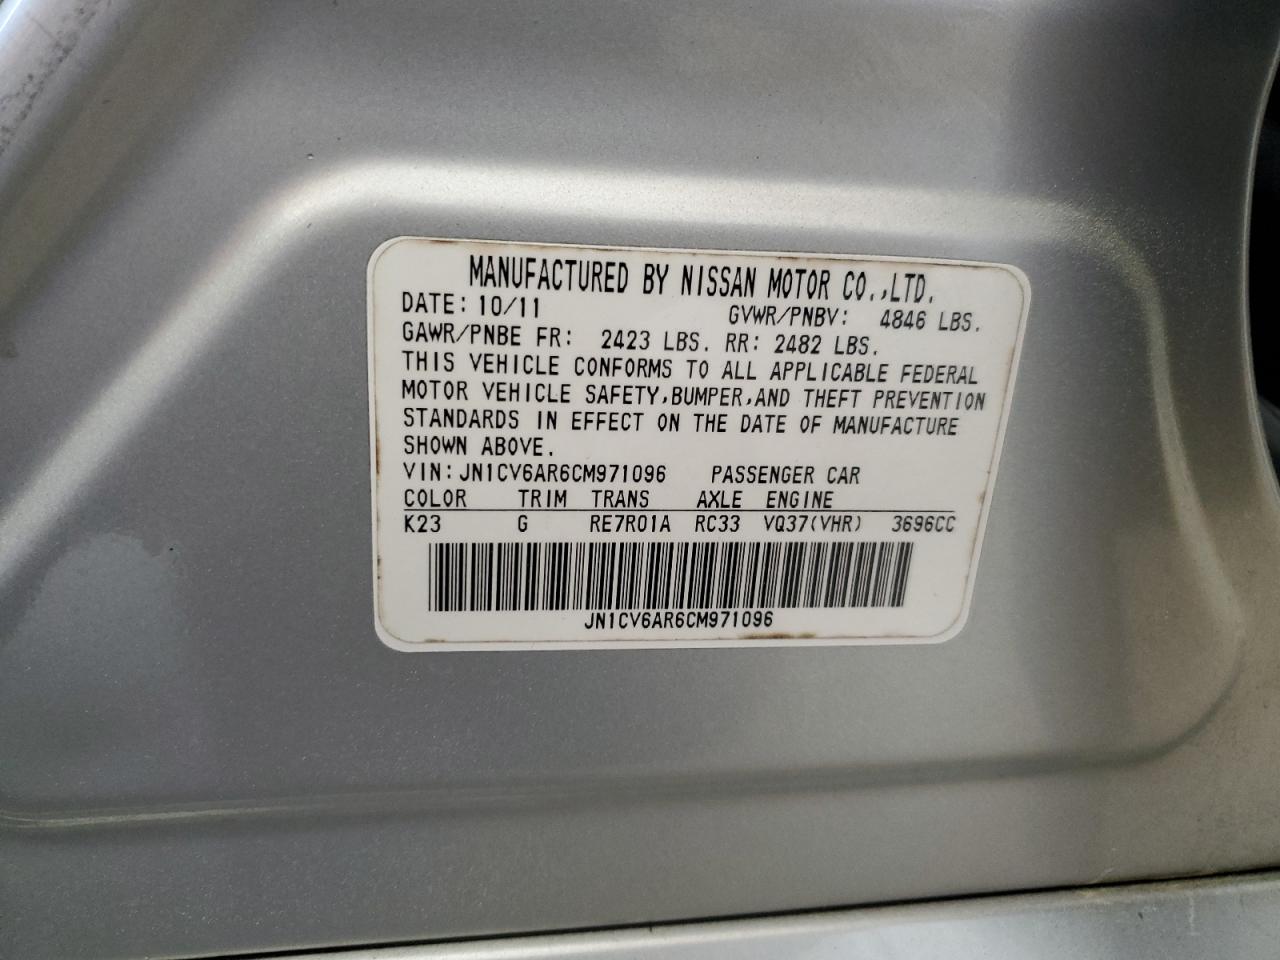 MANUFACTURED BY NISSAN MOTOR CO.,LTD.
DATE: 10/11 GVWR/PNBV: 4846 LBS.
GAWR/PNBE FR: 2423 LBS. RR: 2482 LBS.
THIS VEHICLE CONFORMS TO ALL APPLICABLE FEDERAL
MOTOR VEHICLE SAFETY,BUMPER,AND THEFT PREVENTION
STANDARDS IN EFFECT ON THE DATE OF MANUFACTURE
SHOWN ABOVE.
VIN:JN1CV6AR6CM971096 PASSENGER CAR
COLOR TRIM TRANS AXLE ENGINE
K23 G RE7R01A RC33 VQ37(VHR) 3696CC
JN1CV6AR6CM971096